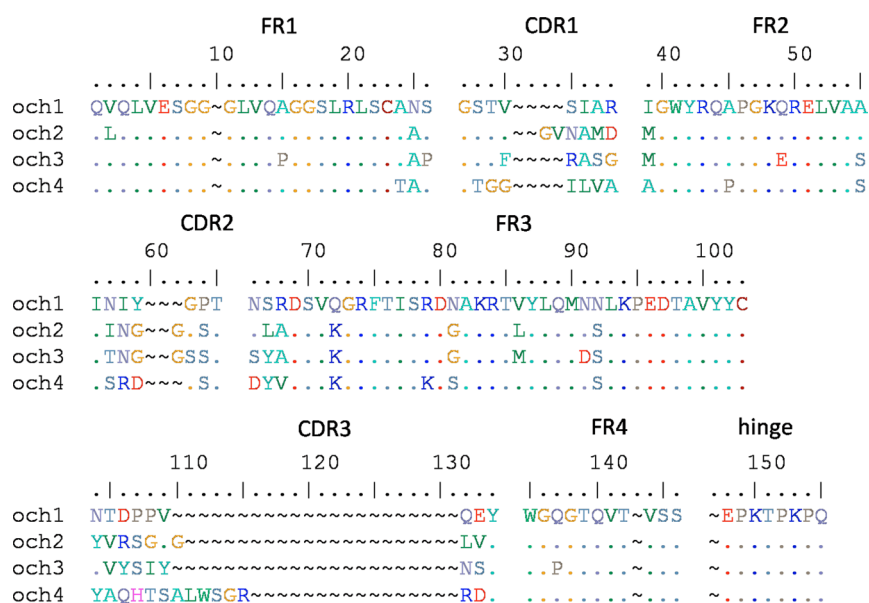 FR1 CDR1 FR2
10 20 30 40 50
....|....|....|....|....|. ...|....|... .|....|....|....|
och1 QVQLVESGG~GLVQAGGSLRLSCANS GSTV~~~~SIAR IGWYRQAPGKQRELVAA
och2 .L.......~..............A. ....~~GVNAMD M................
och3 .........~....P.........AP ...F~~~~RASG M.........E.....S
och4 .........~.............TA. .TGG~~~~ILVA A.....P.........S
CDR2 FR3
60 70 80 90 100
....|....| ....|....|....|....|....|....|....|...
och1 INIY~~~GPT NSRDSVQGRFTISRDNAKRTVYLQMNNLKPEDTAVYYC
och2 .ING~~G.S. .LA...K........G....L.....S...........
och3 .TNG~~GSS. SYA...K........G....M....DS...........
och4 .SRD~~~.S. DYV...K......K.S..........S...........
CDR3 FR4 hinge
110 120 130 140 150
.|....|....|....|....|....|.... |....|....|. ...|....|
och1 NTDPPV~~~~~~~~~~~~~~~~~~~~~~QEY WGQGTQVT~VSS ~EPKTPKPQ
och2 YVRSG.G~~~~~~~~~~~~~~~~~~~~~LV. ........~... ~........
och3 .VYSIY~~~~~~~~~~~~~~~~~~~~~~NS. ..P.....~... ~........
och4 YAQHTSALWSGR~~~~~~~~~~~~~~~~RD. ........~... ~........